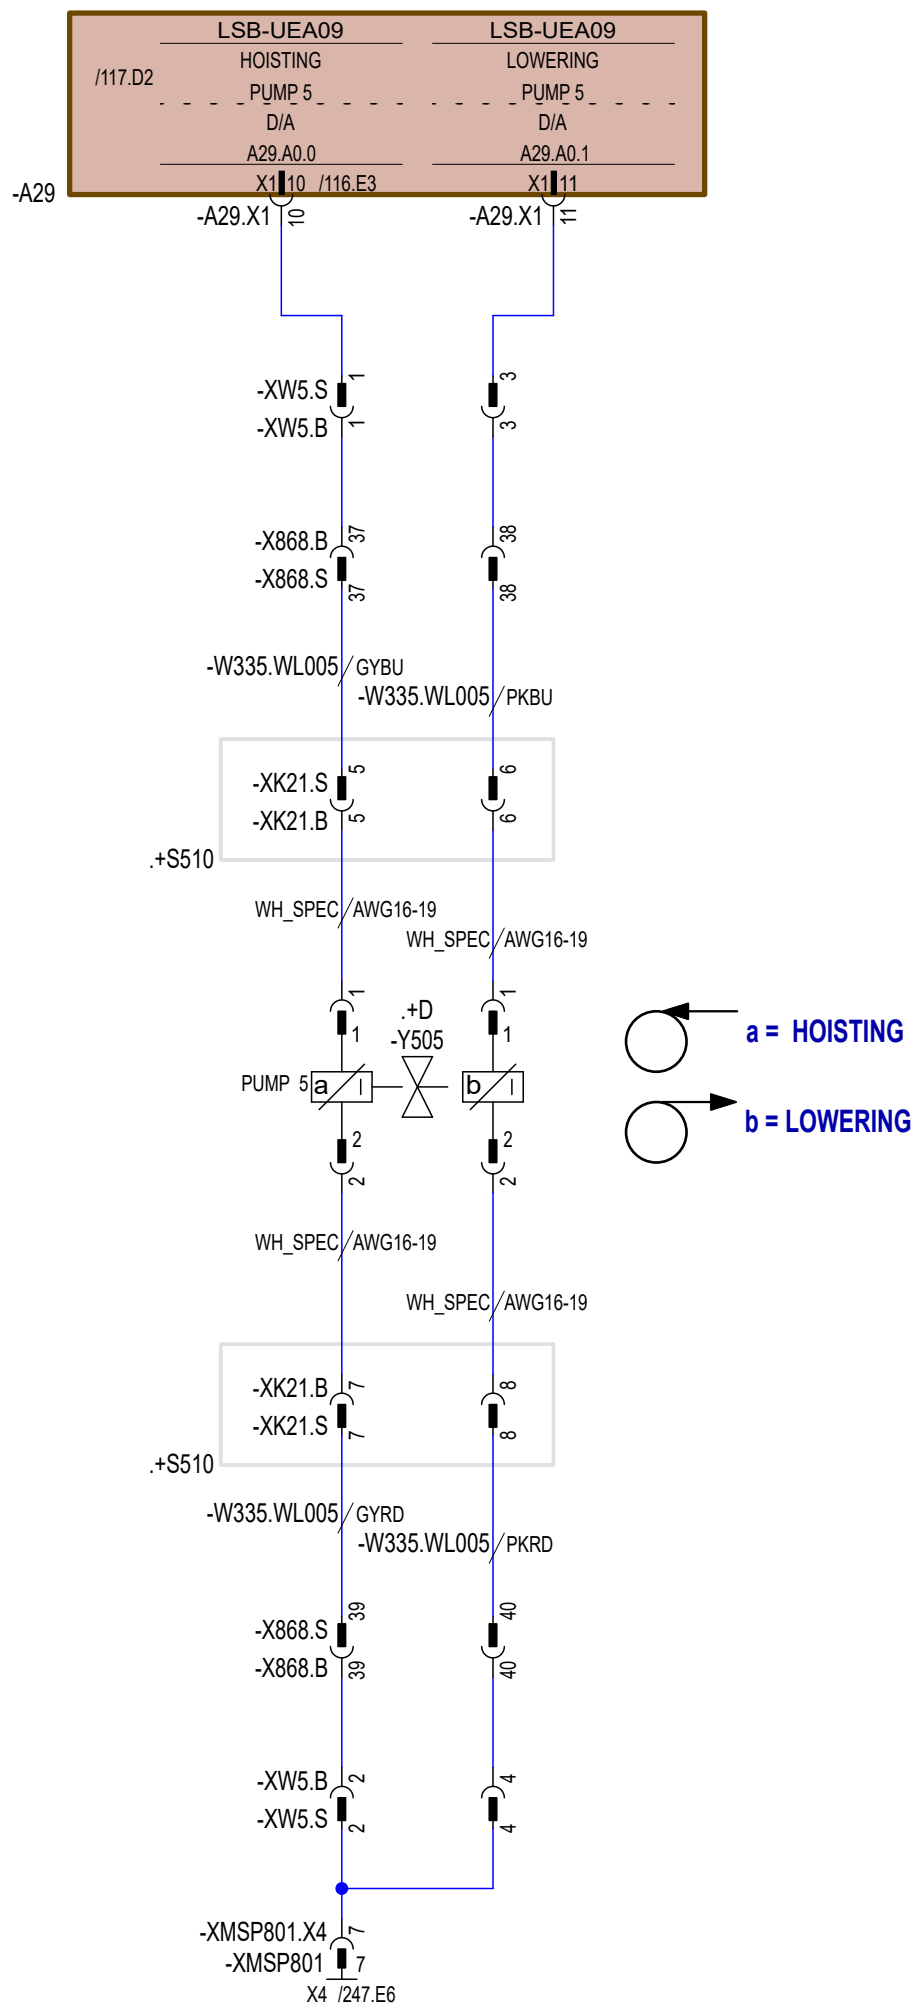 LSB-UEA09 LSB-UEA09
HOISTING LOWERING
/117.D2
PUMP 5 PUMP 5
D/A D/A
A29.A0.0 A29.A0.1
X1 10 /116.E3 X1 11
-A29
-A29.X1 10 -A29.X1 11
-XW5.S 1 3
-XW5.B 1 3
-X868.B 37 38
-X868.S 37 38
-W335.WL005 GYBU
-W335.WL005 PKBU
-XK21.S 5 6
-XK21.B 5 6
.+S510
WH_SPEC AWG16-19
WH_SPEC AWG16-19
1 .+D 1
1 -Y505 1
a = HOISTING
PUMP 5 a I b I
b = LOWERING
2 2
2 2
WH_SPEC AWG16-19
WH_SPEC AWG16-19
-XK21.B 7 8
-XK21.S 7 8
.+S510
-W335.WL005 GYRD
-W335.WL005 PKRD
-X868.S 39 40
-X868.B 39 40
-XW5.B 2 4
-XW5.S 2 4
-XMSP801.X4 7
-XMSP801 7
X4 /247.E6